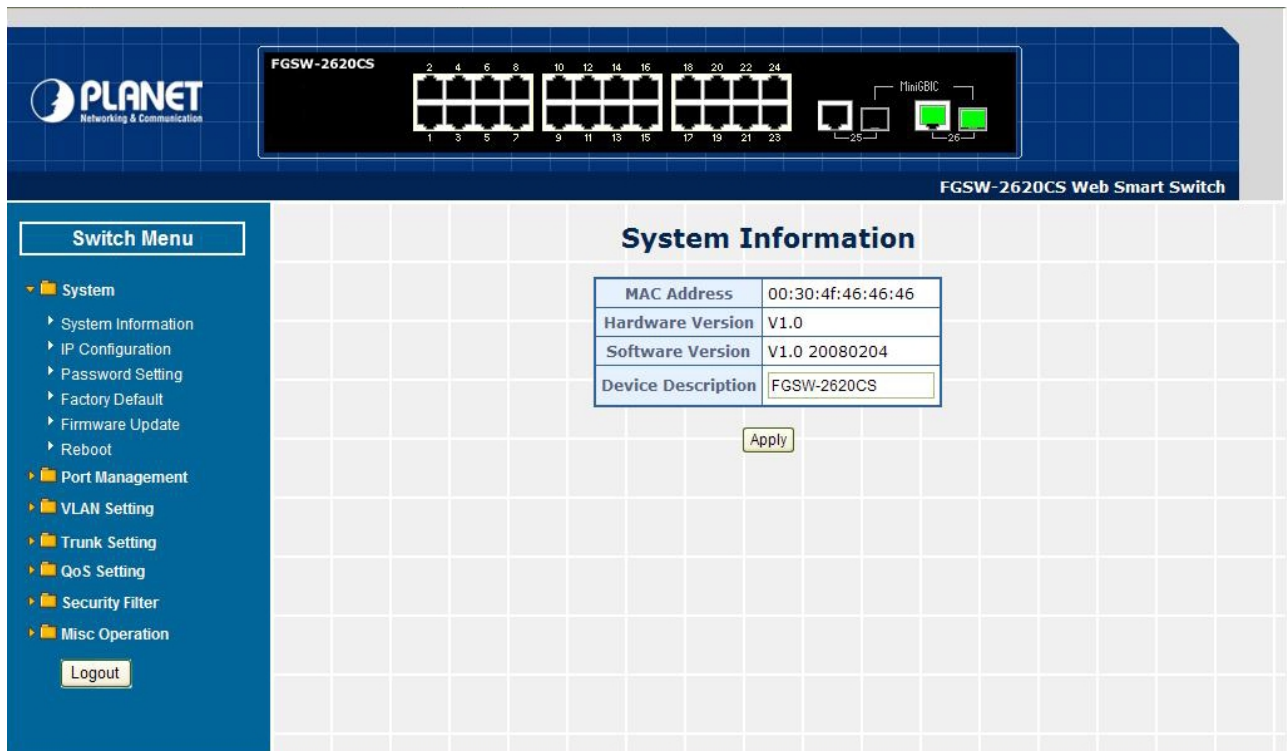 PLANET
Networking & Communication
FGSW-2620CS
2 4 6 8 10 12 14 16 18 20 22 24
MiniGBIC
1 3 5 7 9 11 13 15 17 19 21 23
25 26
FGSW-2620CS Web Smart Switch
Switch Menu
System
System Information
IP Configuration
Password Setting
Factory Default
Firmware Update
Reboot
Port Management
VLAN Setting
Trunk Setting
QoS Setting
Security Filter
Misc Operation
Logout
System Information
MAC Address 00:30:4f:46:46:46
Hardware Version V1.0
Software Version V1.0 20080204
Device Description FGSW-2620CS
Apply